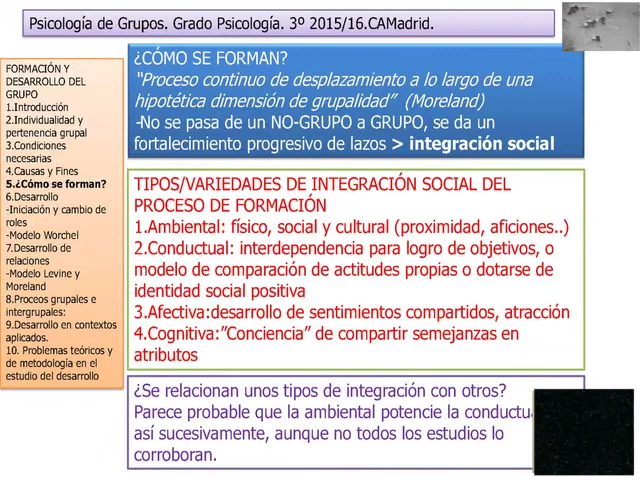 Psicología de Grupos. Grado Psicología. 3º 2015/16.CAMadrid.
FORMACIÓN Y
DESARROLLO DEL
GRUPO
1.Introducción
2.Individualidad y
pertenencia grupal
3.Condiciones
necesarias
4.Causas y Fines
5.¿Cómo se forman?
6.Desarrollo
-Iniciación y cambio de
roles
-Modelo Worchel
7.Desarrollo de
relaciones
-Modelo Levine y
Moreland
8.Proceos grupales e
intergrupales:
9.Desarrollo en contextos
aplicados.
10. Problemas teóricos y
de metodología en el
estudio del desarrollo
¿CÓMO SE FORMAN?
"Proceso continuo de desplazamiento a lo largo de una
hipotética dimensión de grupalidad" (Moreland)
-No se pasa de un NO-GRUPO a GRUPO, se da un
fortalecimiento progresivo de lazos > integración social
TIPOS/VARIEDADES DE INTEGRACIÓN SOCIAL DEL
PROCESO DE FORMACIÓN
1.Ambiental: físico, social y cultural (proximidad, aficiones..)
2.Conductual: interdependencia para logro de objetivos, o
modelo de comparación de actitudes propias o dotarse de
identidad social positiva
3.Afectiva:desarrollo de sentimientos compartidos, atracción
4.Cognitiva:"Conciencia" de compartir semejanzas en
atributos
¿Se relacionan unos tipos de integración con otros?
Parece probable que la ambiental potencie la
así sucesivamente, aunque no todos los estudios lo
corroboran.